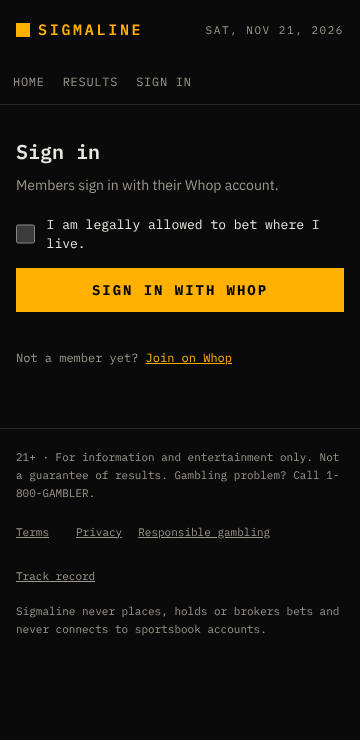 SIGMALINE
SAT, NOV 21, 2026
HOME RESULTS SIGN IN
Sign in
Members sign in with their Whop account.
I am legally allowed to bet where I
live.
SIGN IN WITH WHOP
Not a member yet? Join on Whop
21+ · For information and entertainment only. Not
a guarantee of results. Gambling problem? Call 1-
800-GAMBLER.
Terms Privacy Responsible gambling
Track record
Sigmaline never places, holds or brokers bets and
never connects to sportsbook accounts.